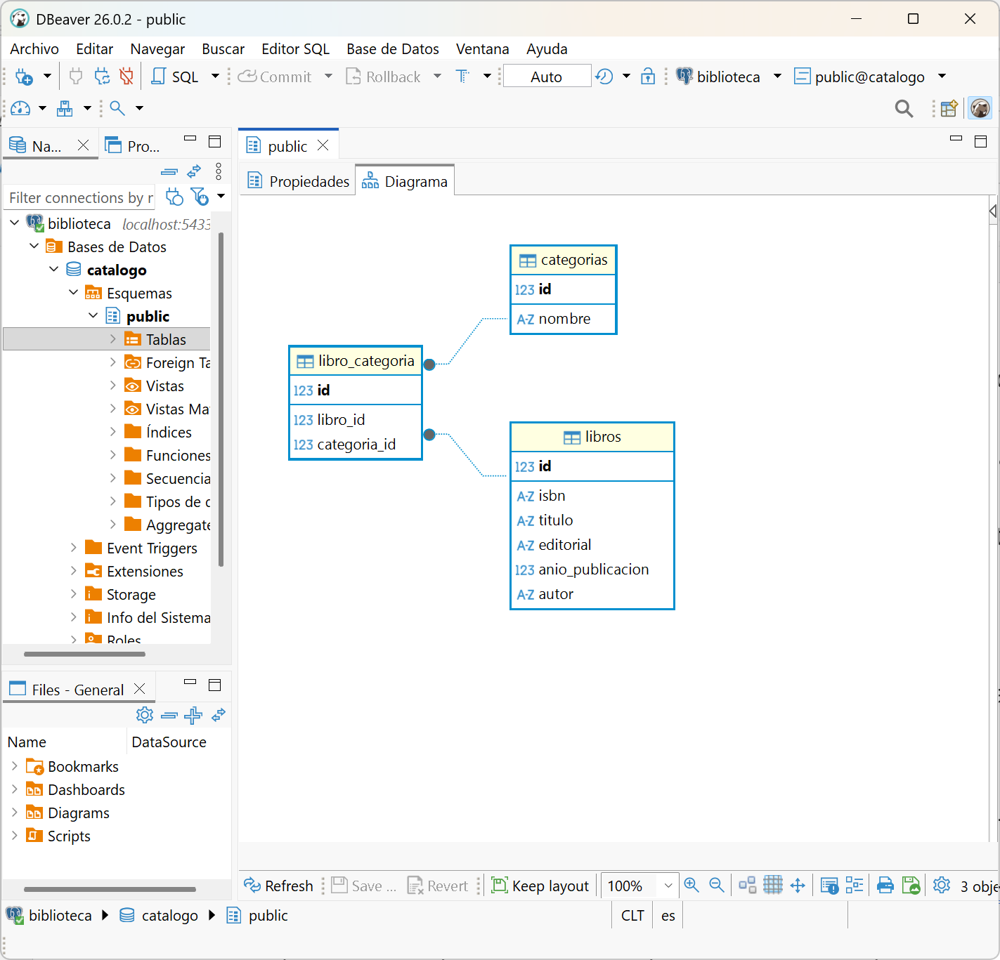 DBeaver 26.0.2 - public
Archivo Editar Navegar Buscar Editor SQL Base de Datos Ventana Ayuda
SQL Commit Rollback T Auto biblioteca public@catalogo
Na... Pro...
public
Propiedades Diagrama
Filter connections by
biblioteca localhost:5433
Bases de Datos
catalogo
Esquemas
public
Tablas
Foreign Ta
Vistas
Vistas Ma
Índices
Funciones
Secuencia
Tipos de
Aggregate
Event Triggers
Extensiones
Storage
Info del Sistema
Roles
categorias
123 id
A-Z nombre
libro_categoria
123 id
123 libro_id
123 categoria_id
libros
123 id
A-Z isbn
A-Z titulo
A-Z editorial
123 anio_publicacion
A-Z autor
Files - General
Name DataSource
Bookmarks
Dashboards
Diagrams
Scripts
Refresh Save ... Revert Keep layout 100% 3 obje
biblioteca catalogo public
CLT es